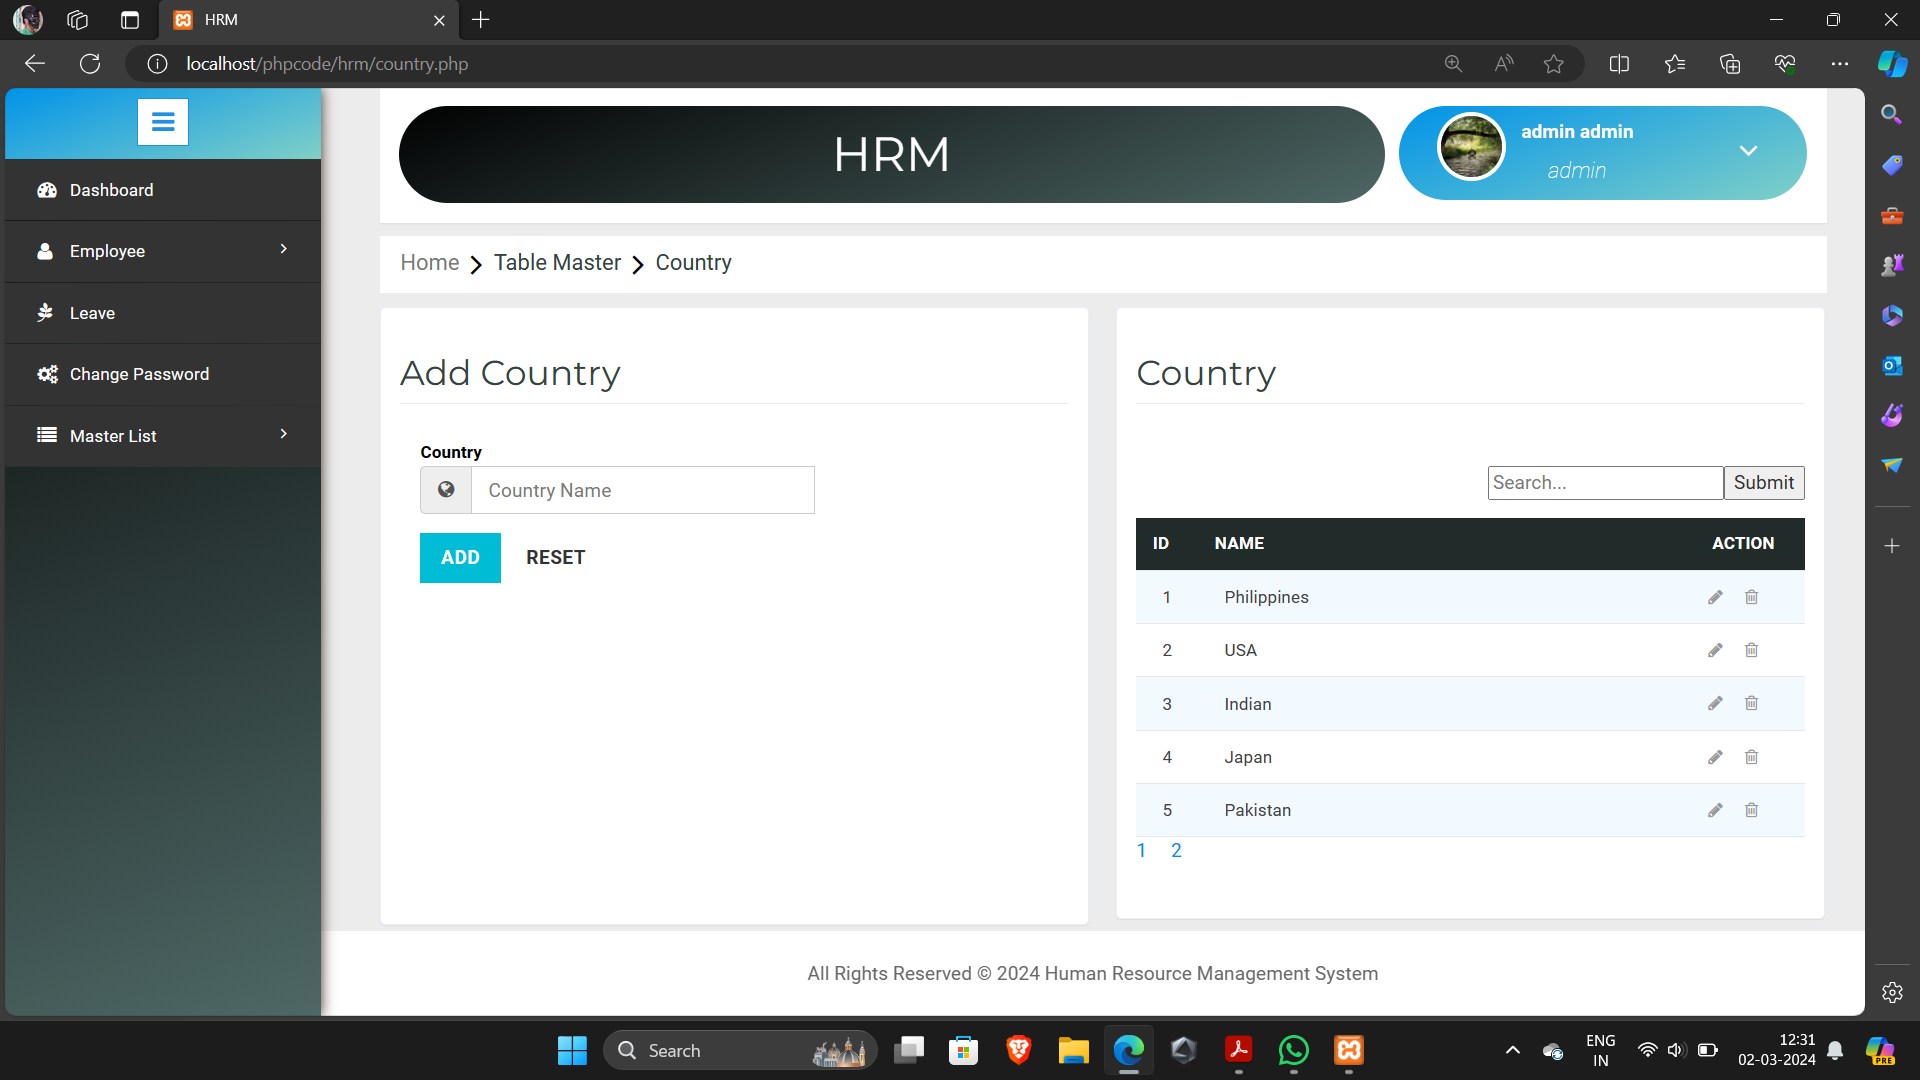 HRM
localhost/phpcode/hrm/country.php
Dashboard
Employee
Leave
Change Password
Master List
HRM
admin admin
admin
Home Table Master Country
Add Country
Country
Country Name
ADD RESET
Country
Search... Submit
ID NAME ACTION
1 Philippines
2 USA
3 Indian
4 Japan
5 Pakistan
1 2
All Rights Reserved © 2024 Human Resource Management System
Search
ENG
IN
12:31
02-03-2024
PRE